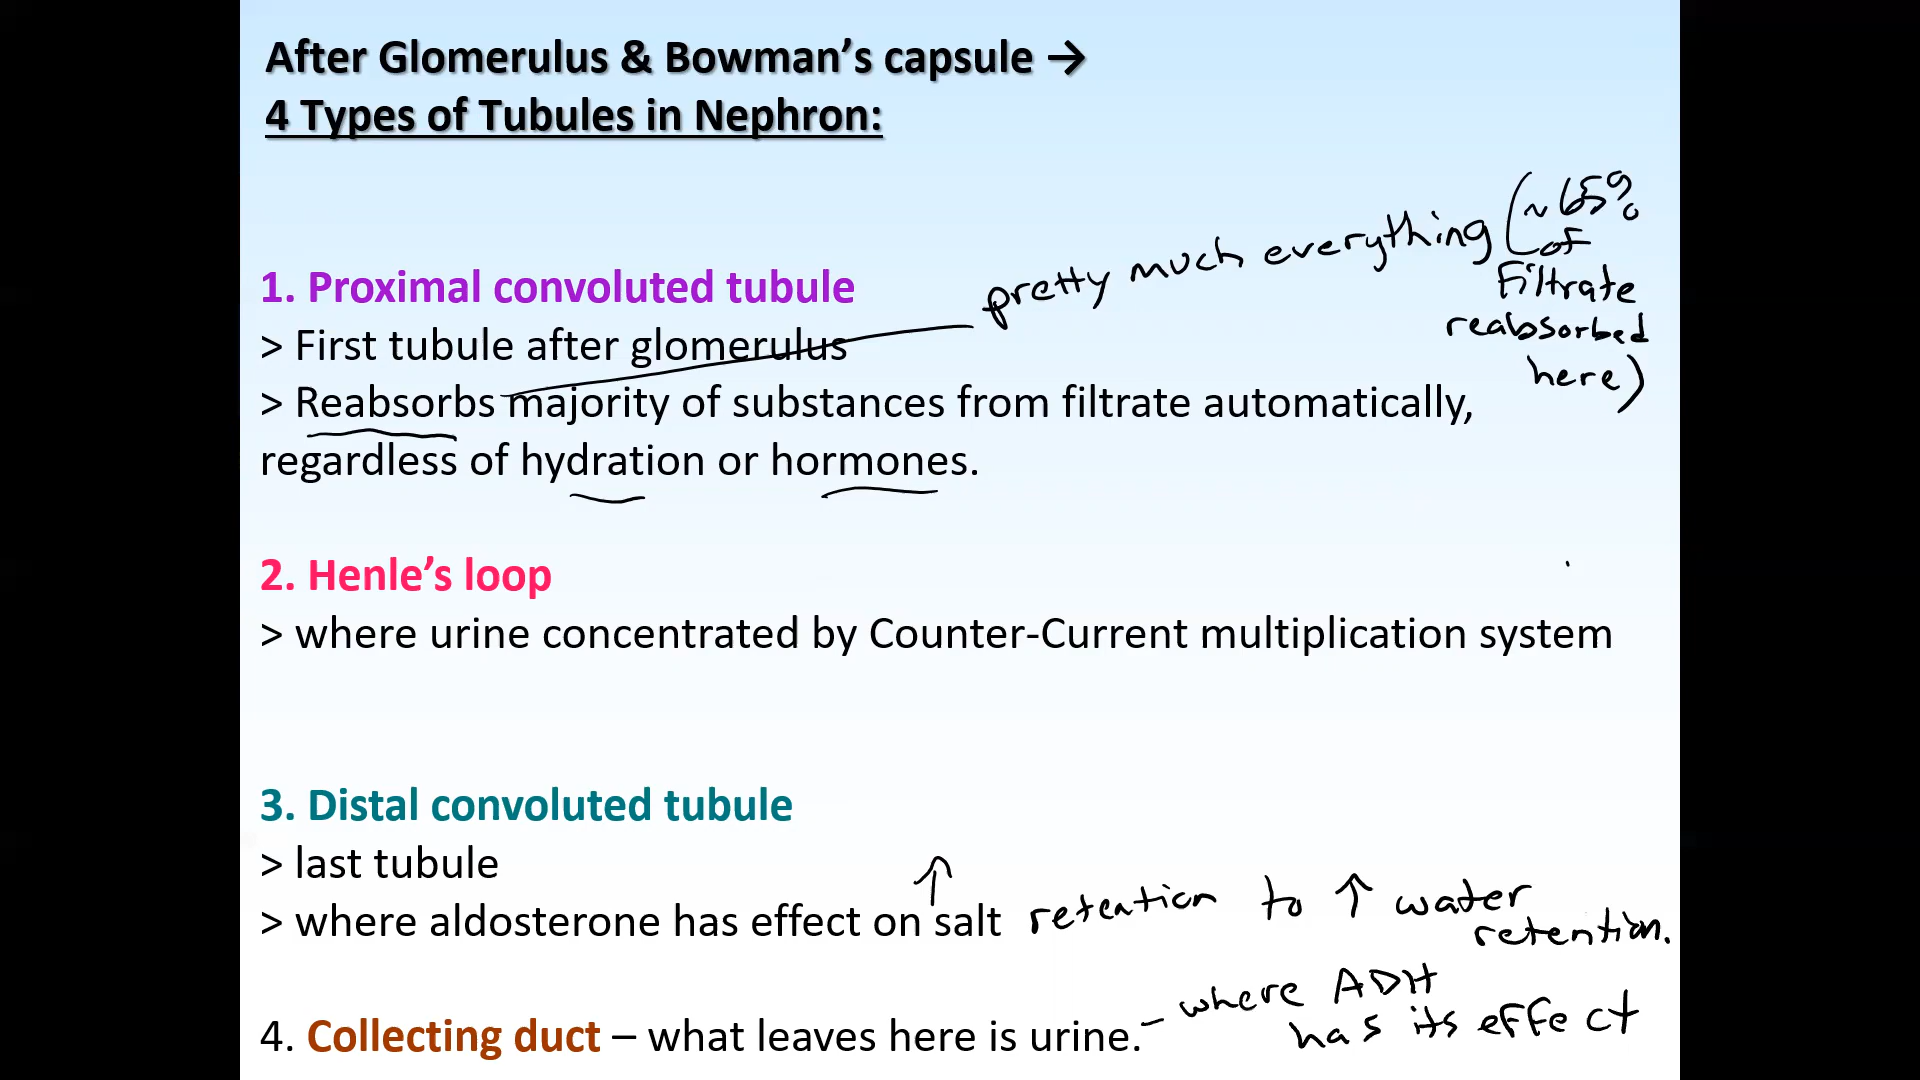 After Glomerulus & Bowman’s capsule →
4 Types of Tubules in Nephron:
1. Proximal convoluted tubule
pretty much everything (~65%
of
filtrate
reabsorbed
here)
> First tubule after glomerulus
> Reabsorbs majority of substances from filtrate automatically,
regardless of hydration or hormones.
2. Henle’s loop
> where urine concentrated by Counter-Current multiplication system
3. Distal convoluted tubule
> last tubule
> where aldosterone has effect on ↑ salt retention to ↑ water
retention.
4. Collecting duct – what leaves here is urine. – where ADH
has its effect